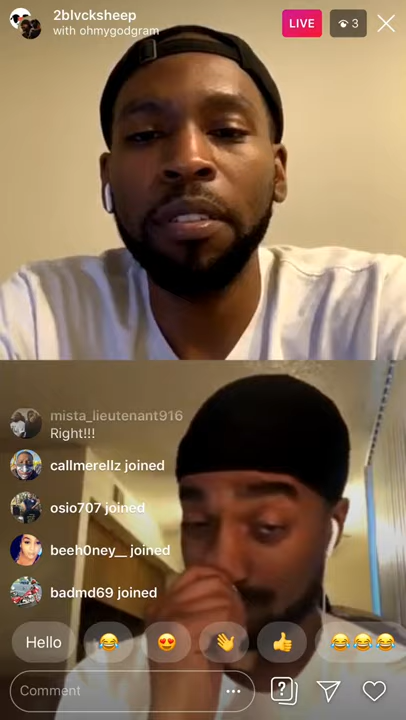 2blvcksheep
with ohmygodgram
LIVE
3
mista_lieutenant916
Right!!!
callmerellz joined
osio707 joined
beeh0ney__ joined
badmd69 joined
Hello 😂 😍 👋 👍 😂😂😂
Comment